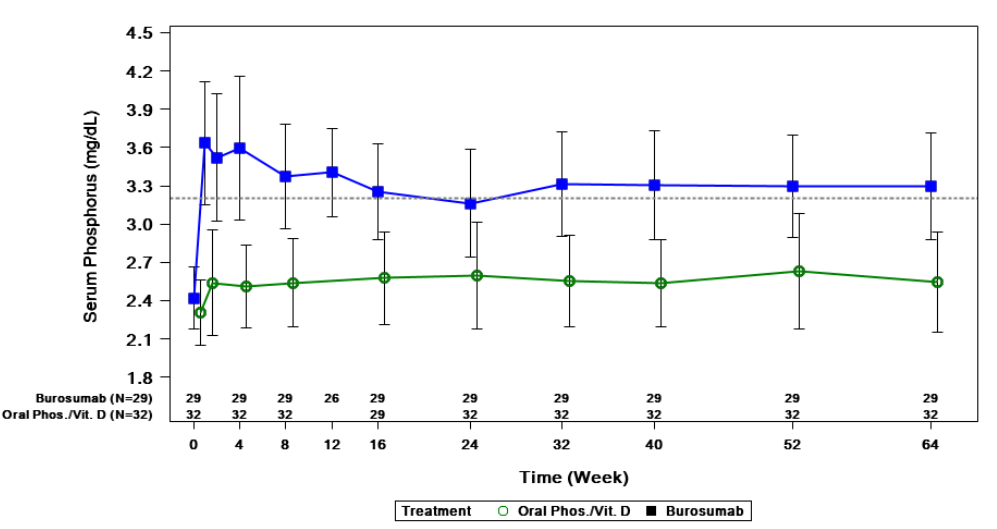 4.5
4.2
3.9
3.6
3.3
3.0
2.7
2.4
2.1
1.8
Serum Phosphorus (mg/dL)
Burosumab (N=29) 29 29 29 26 29 29 29 29 29 29
Oral Phos./Vit. D (N=32) 32 32 32 29 32 32 32 32 32
0 4 8 12 16 24 32 40 52 64
Time (Week)
Treatment Oral Phos./Vit. D Burosumab